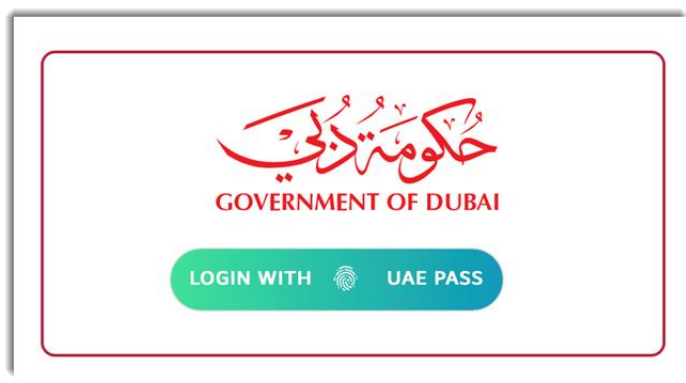 حكومة دبي
GOVERNMENT OF DUBAI
LOGIN WITH UAE PASS